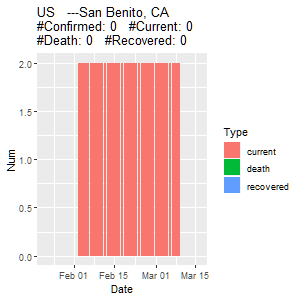 US ---San Benito, CA
#Confirmed: 0 #Current: 0
#Death: 0 #Recovered: 0
2.0
1.5
1.0
0.5
0.0
Num
Feb 01 Feb 15 Mar 01 Mar 15
Date
Type
current
death
recovered